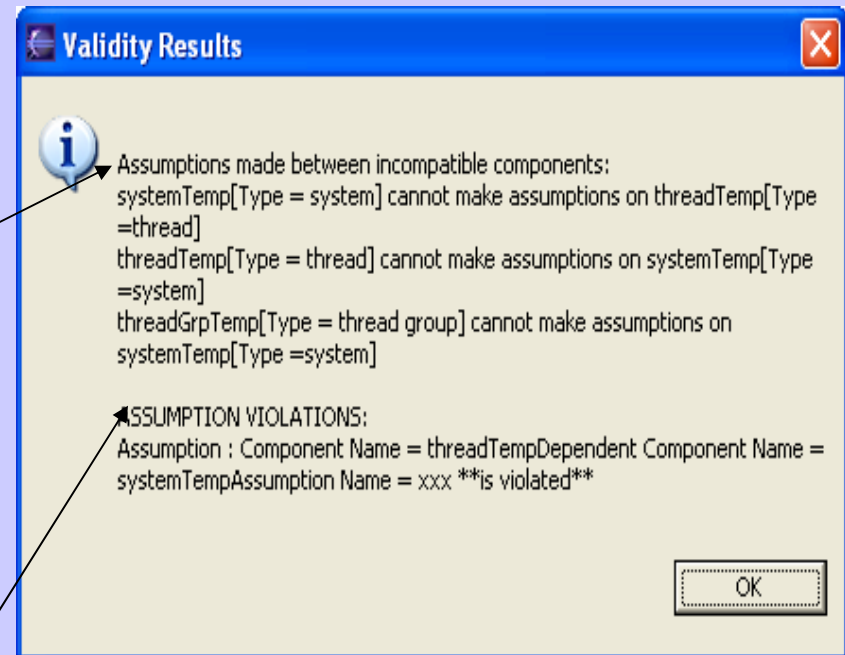 Validity Results
Assumptions made between incompatible components:
systemTemp[Type = system] cannot make assumptions on threadTemp[Type
=thread]
threadTemp[Type = thread] cannot make assumptions on systemTemp[Type
=system]
threadGrpTemp[Type = thread group] cannot make assumptions on
systemTemp[Type =system]
ASSUMPTION VIOLATIONS:
Assumption : Component Name = threadTempDependent Component Name =
systemTempAssumption Name = xxx **is violated**
OK